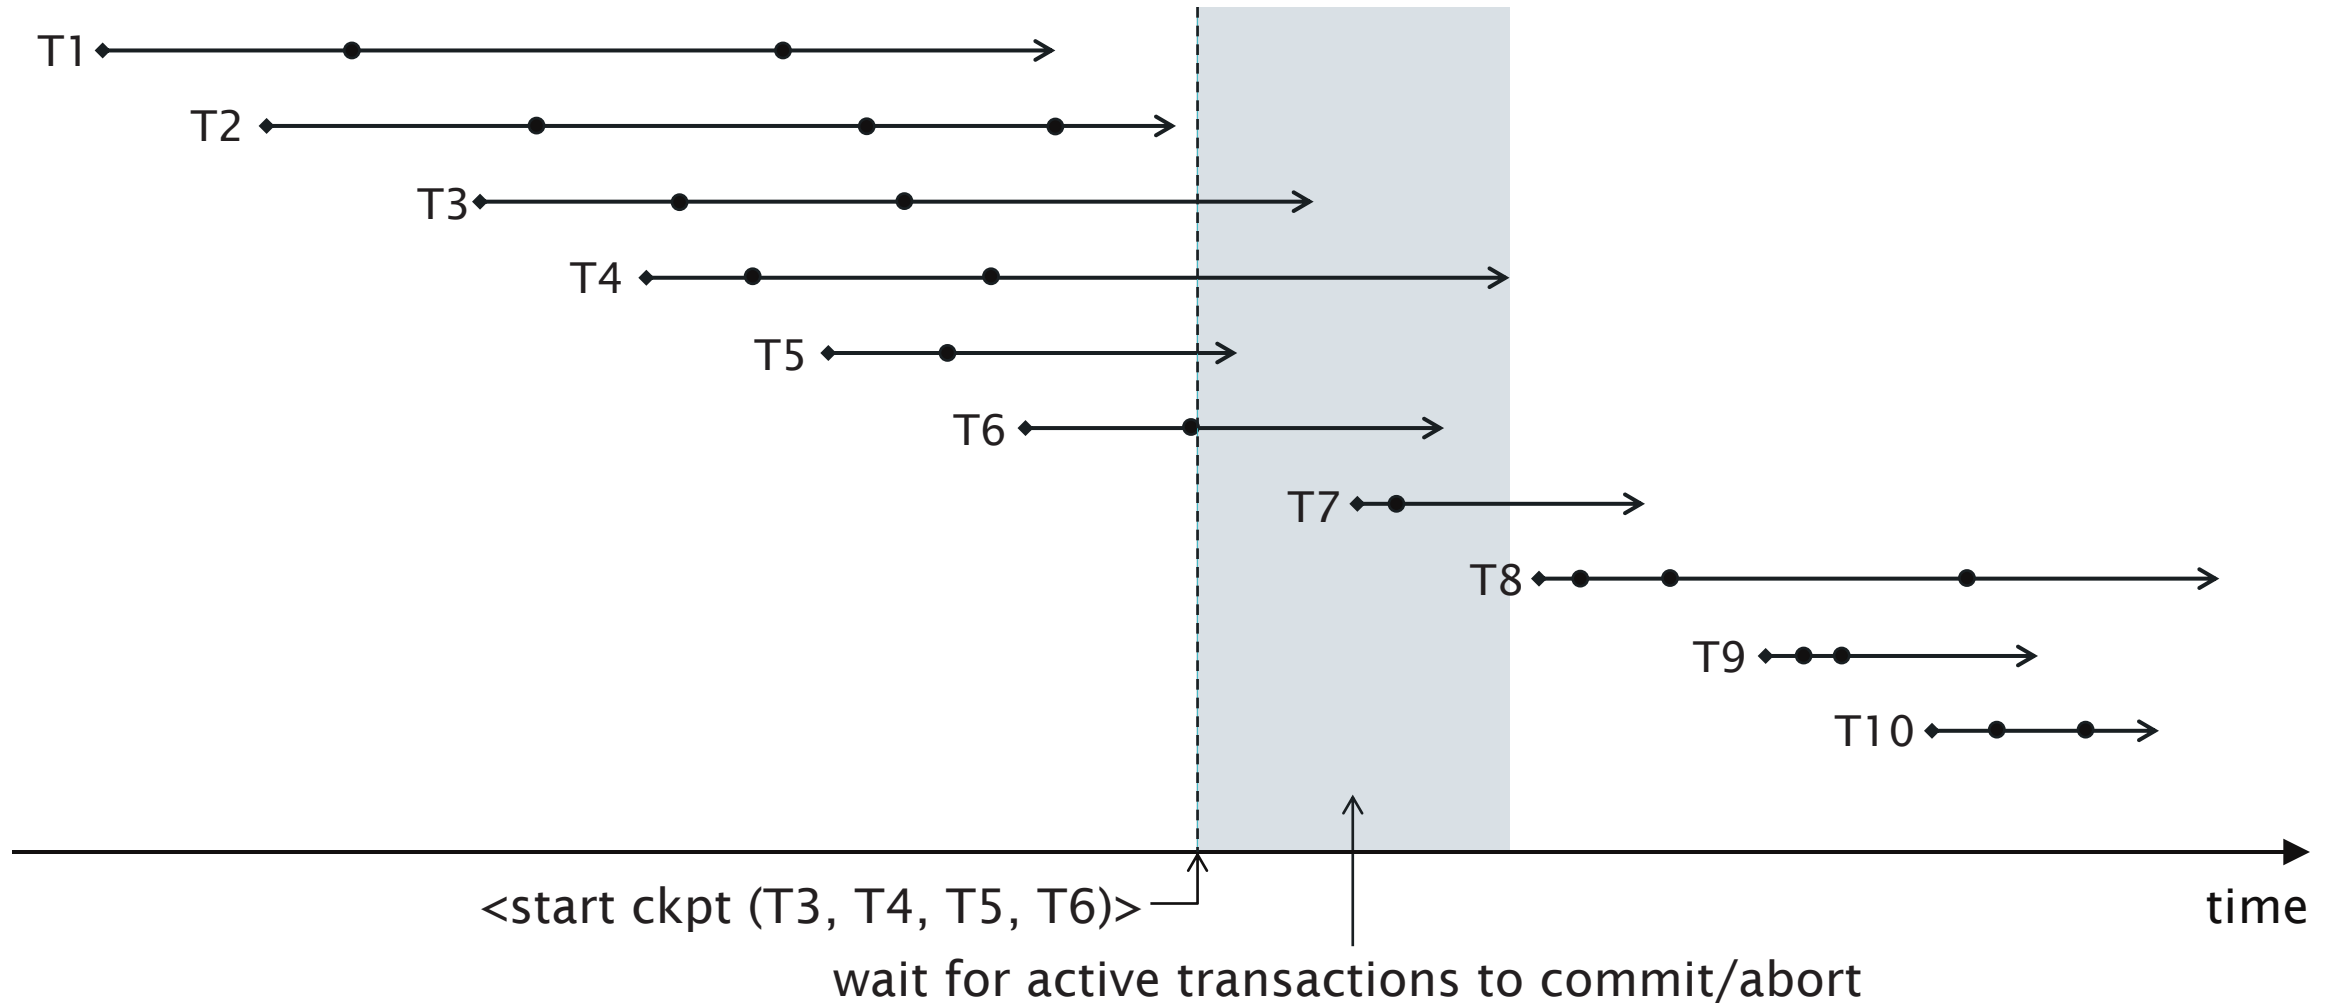 T1
T2
T3
T4
T5
T6
T7
T8
T9
T10
<start ckpt (T3, T4, T5, T6)>
time
wait for active transactions to commit/abort